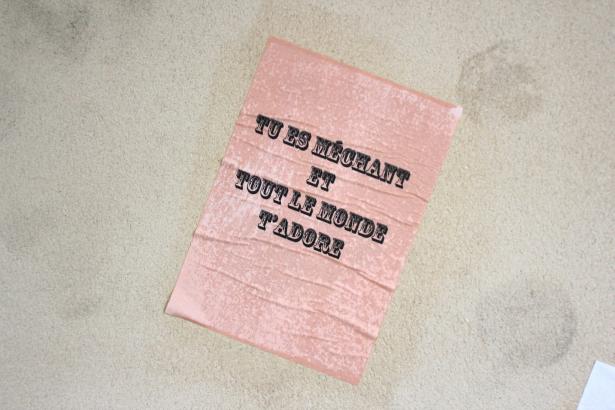 TU ES MÉCHANT
ET
TOUT LE MONDE
T'ADORE